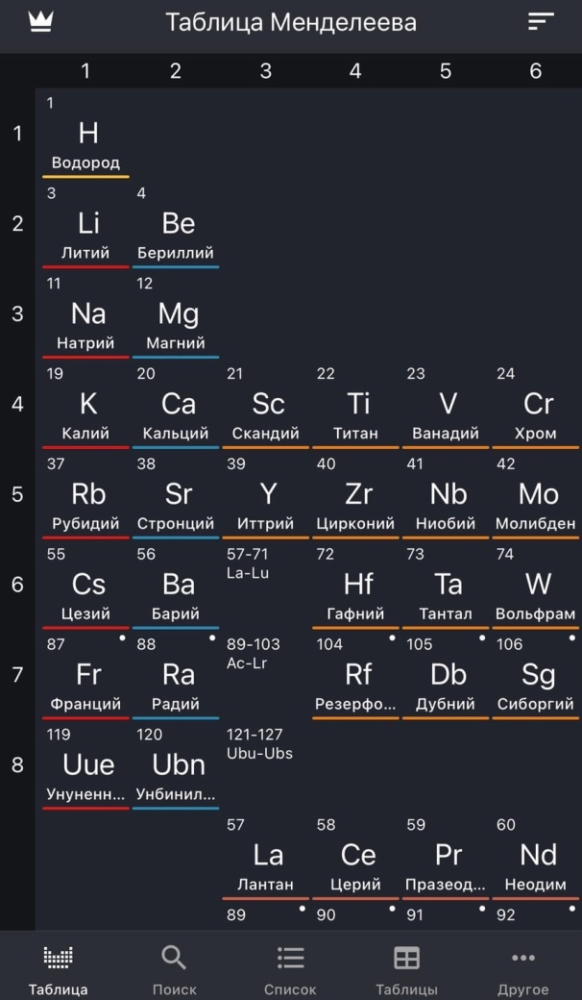 Таблица Менделеева
1 2 3 4 5 6
1
1
H
Водород
2
3 4
Li Be
Литий Бериллий
3
11 12
Na Mg
Натрий Магний
4
19 20 21 22 23 24
K Ca Sc Ti V Cr
Калий Кальций Скандий Титан Ванадий Хром
5
37 38 39 40 41 42
Rb Sr Y Zr Nb Mo
Рубидий Стронций Иттрий Цирконий Ниобий Молибден
6
55 56 57-71 72 73 74
La-Lu
Cs Ba Hf Ta W
Цезий Барий Гафний Тантал Вольфрам
7
87 88 89-103 104 105 106
Ac-Lr
Fr Ra Rf Db Sg
Франций Радий Резерфо... Дубний Сиборгий
8
119 120 121-127
Ubu-Ubs
Uue Ubn
Унуненн... Унбинил...
57 58 59 60
La Ce Pr Nd
Лантан Церий Празеод... Неодим
89 90 91 92
Таблица Поиск Список Таблицы Другое